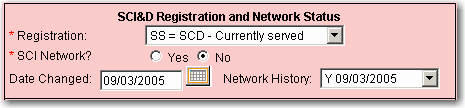 SCI&D Registration and Network Status
* Registration: SS = SCD - Currently served
* SCI Network? Yes No
Date Changed: 09/03/2005 Network History: Y 09/03/2005